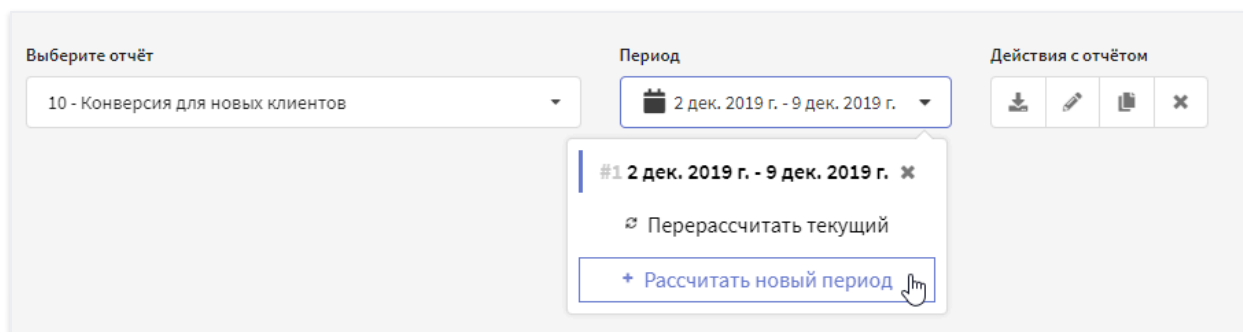 Выберите отчёт
Период
Действия с отчётом
10 - Конверсия для новых клиентов
2 дек. 2019 г. - 9 дек. 2019 г.
#1 2 дек. 2019 г. - 9 дек. 2019 г.
Перерассчитать текущий
+ Рассчитать новый период